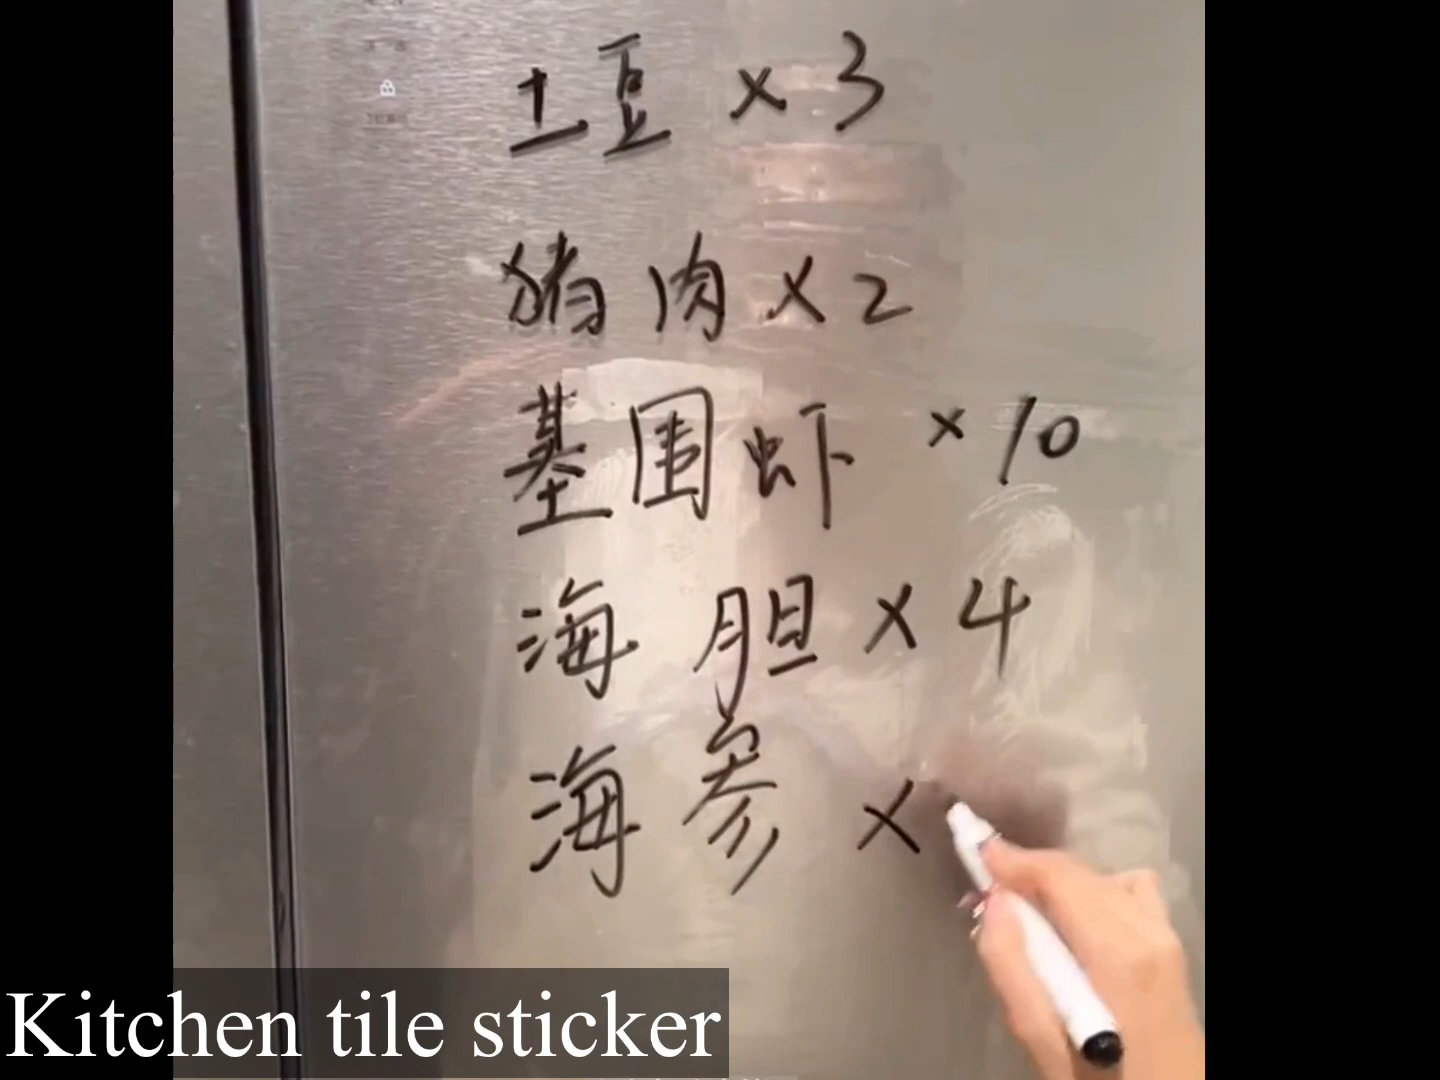 土豆 × 3
猪肉 × 2
基围虾 × 10
海胆 × 4
海参 ×
Kitchen tile sticker